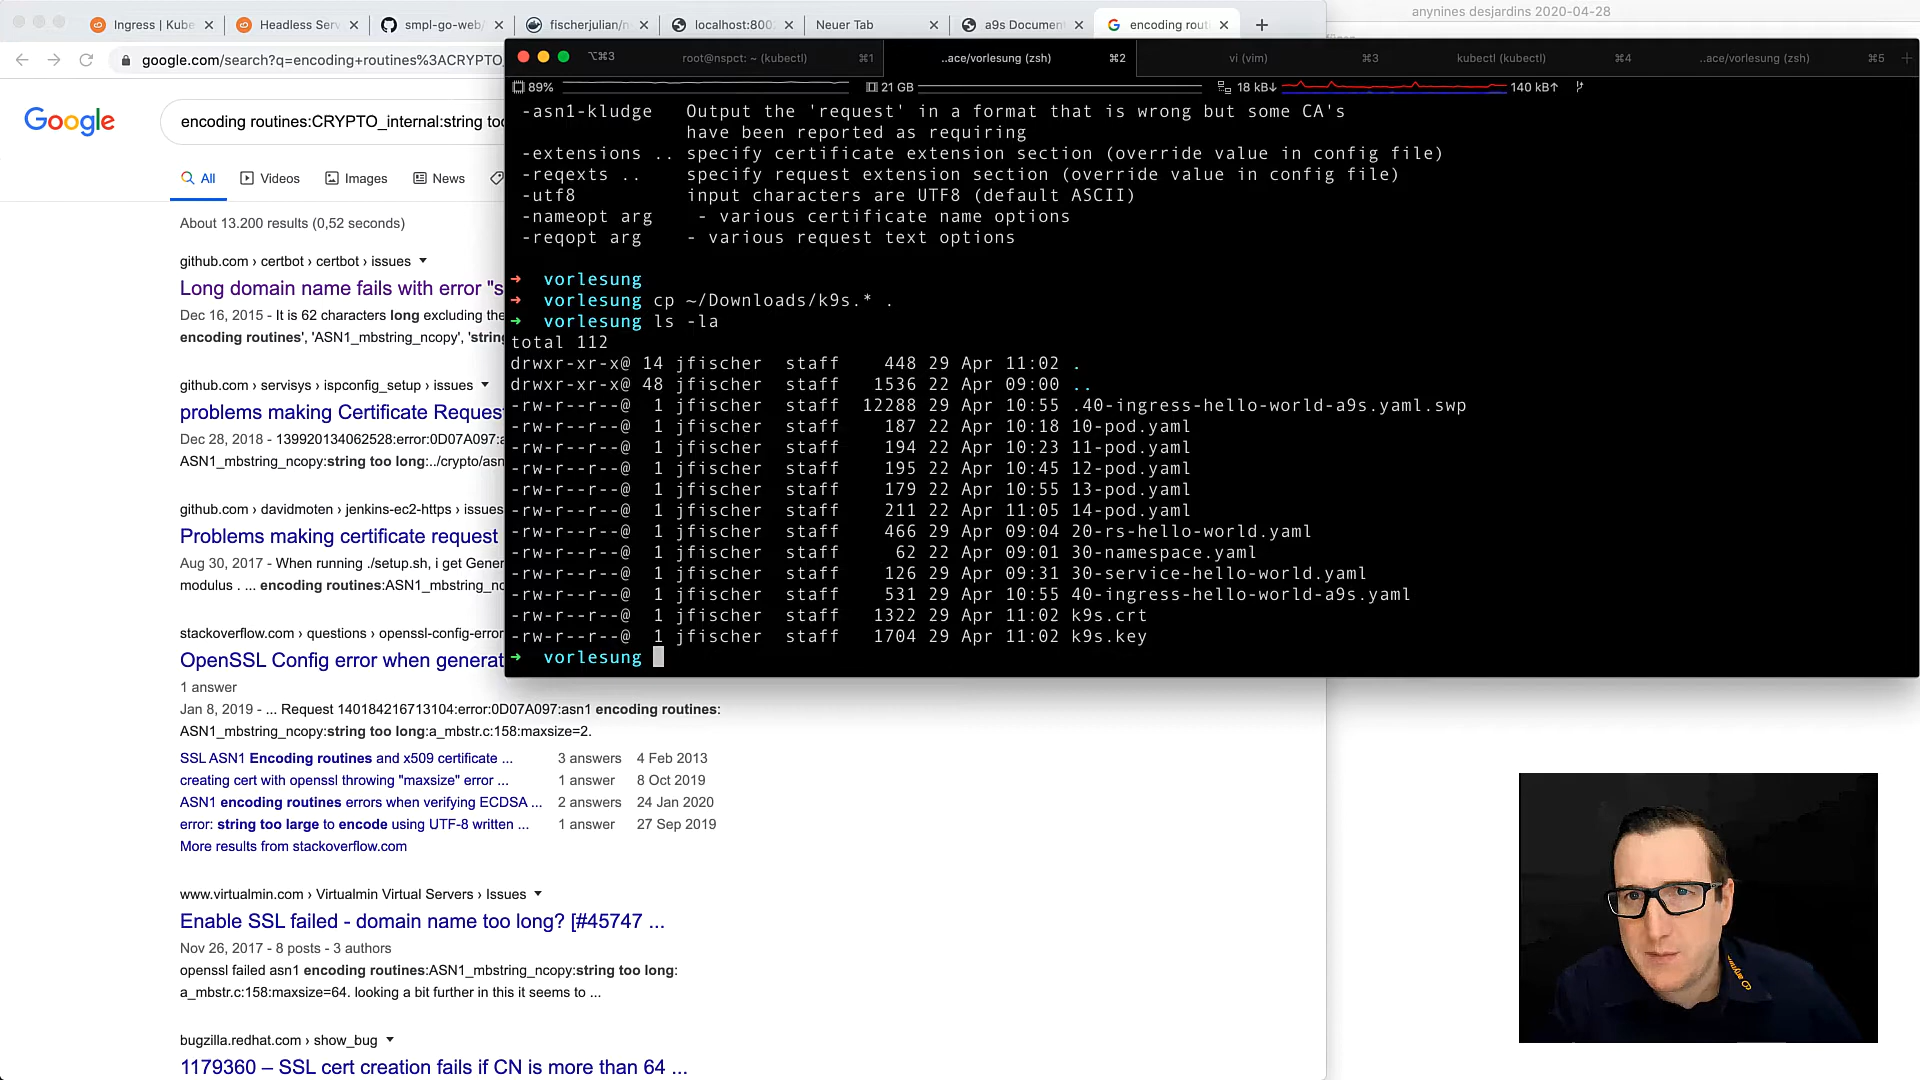 Ingress | Kube
Headless Serv
smpl-go-web/
fischerjulian/n
localhost:800
Neuer Tab
a9s Documen
encoding rout
anynines desjardins 2020-04-28
google.com/search?q=encoding+routines%3ACRYPTO_
Google
encoding routines:CRYPTO_internal:string too
All
Videos
Images
News
About 13.200 results (0,52 seconds)
github.com › certbot › certbot › issues
Long domain name fails with error "s
Dec 16, 2015 - It is 62 characters long excluding the
encoding routines', 'ASN1_mbstring_ncopy', 'string
github.com › servisys › ispconfig_setup › issues
problems making Certificate Reques
Dec 28, 2018 - 139920134062528:error:0D07A097:a
ASN1_mbstring_ncopy:string too long:../crypto/asn
github.com › davidmoten › jenkins-ec2-https › issues
Problems making certificate request
Aug 30, 2017 - When running ./setup.sh, i get Gener
modulus . ... encoding routines:ASN1_mbstring_nc
stackoverflow.com › questions › openssl-config-error
OpenSSL Config error when generat
1 answer
Jan 8, 2019 - ... Request 140184216713104:error:0D07A097:asn1 encoding routines:
ASN1_mbstring_ncopy:string too long:a_mbstr.c:158:maxsize=2.
SSL ASN1 Encoding routines and x509 certificate ... 3 answers 4 Feb 2013
creating cert with openssl throwing "maxsize" error ... 1 answer 8 Oct 2019
ASN1 encoding routines errors when verifying ECDSA ... 2 answers 24 Jan 2020
error: string too large to encode using UTF-8 written ... 1 answer 27 Sep 2019
More results from stackoverflow.com
www.virtualmin.com › Virtualmin Virtual Servers › Issues
Enable SSL failed - domain name too long? [#45747 ...
Nov 26, 2017 - 8 posts - 3 authors
openssl failed asn1 encoding routines:ASN1_mbstring_ncopy:string too long:
a_mbstr.c:158:maxsize=64. looking a bit further in this it seems to ...
bugzilla.redhat.com › show_bug
1179360 – SSL cert creation fails if CN is more than 64 ...
⌥⌘3
root@nspct: ~ (kubectl) ⌘1
..ace/vorlesung (zsh) ⌘2
vi (vim) ⌘3
kubectl (kubectl) ⌘4
..ace/vorlesung (zsh) ⌘5
89% 21 GB 18 kB↓ 140 kB↑
-asn1-kludge Output the 'request' in a format that is wrong but some CA's
have been reported as requiring
-extensions .. specify certificate extension section (override value in config file)
-reqexts .. specify request extension section (override value in config file)
-utf8 input characters are UTF8 (default ASCII)
-nameopt arg - various certificate name options
-reqopt arg - various request text options
➜ vorlesung
➜ vorlesung cp ~/Downloads/k9s.* .
➜ vorlesung ls -la
total 112
drwxr-xr-x@ 14 jfischer staff 448 29 Apr 11:02 .
drwxr-xr-x@ 48 jfischer staff 1536 22 Apr 09:00 ..
-rw-r--r--@ 1 jfischer staff 12288 29 Apr 10:55 .40-ingress-hello-world-a9s.yaml.swp
-rw-r--r--@ 1 jfischer staff 187 22 Apr 10:18 10-pod.yaml
-rw-r--r--@ 1 jfischer staff 194 22 Apr 10:23 11-pod.yaml
-rw-r--r--@ 1 jfischer staff 195 22 Apr 10:45 12-pod.yaml
-rw-r--r--@ 1 jfischer staff 179 22 Apr 10:55 13-pod.yaml
-rw-r--r--@ 1 jfischer staff 211 22 Apr 11:05 14-pod.yaml
-rw-r--r--@ 1 jfischer staff 466 29 Apr 09:04 20-rs-hello-world.yaml
-rw-r--r--@ 1 jfischer staff 62 22 Apr 09:01 30-namespace.yaml
-rw-r--r--@ 1 jfischer staff 126 29 Apr 09:31 30-service-hello-world.yaml
-rw-r--r--@ 1 jfischer staff 531 29 Apr 10:55 40-ingress-hello-world-a9s.yaml
-rw-r--r--@ 1 jfischer staff 1322 29 Apr 11:02 k9s.crt
-rw-r--r--@ 1 jfischer staff 1704 29 Apr 11:02 k9s.key
➜ vorlesung